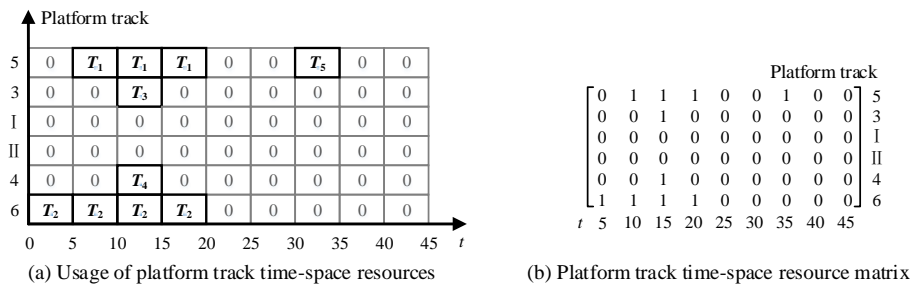 Platform track
5 0 T1 T1 T1 0 0 T5 0 0
3 0 0 T3 0 0 0 0 0 0
I 0 0 0 0 0 0 0 0 0
II 0 0 0 0 0 0 0 0 0
4 0 0 T4 0 0 0 0 0 0
6 T2 T2 T2 T2 0 0 0 0 0
0 5 10 15 20 25 30 35 40 45 t
(a) Usage of platform track time-space resources
Platform track
0 1 1 1 0 0 1 0 0 5
0 0 1 0 0 0 0 0 0 3
0 0 0 0 0 0 0 0 0 I
0 0 0 0 0 0 0 0 0 II
0 0 1 0 0 0 0 0 0 4
1 1 1 1 0 0 0 0 0 6
t 5 10 15 20 25 30 35 40 45
(b) Platform track time-space resource matrix